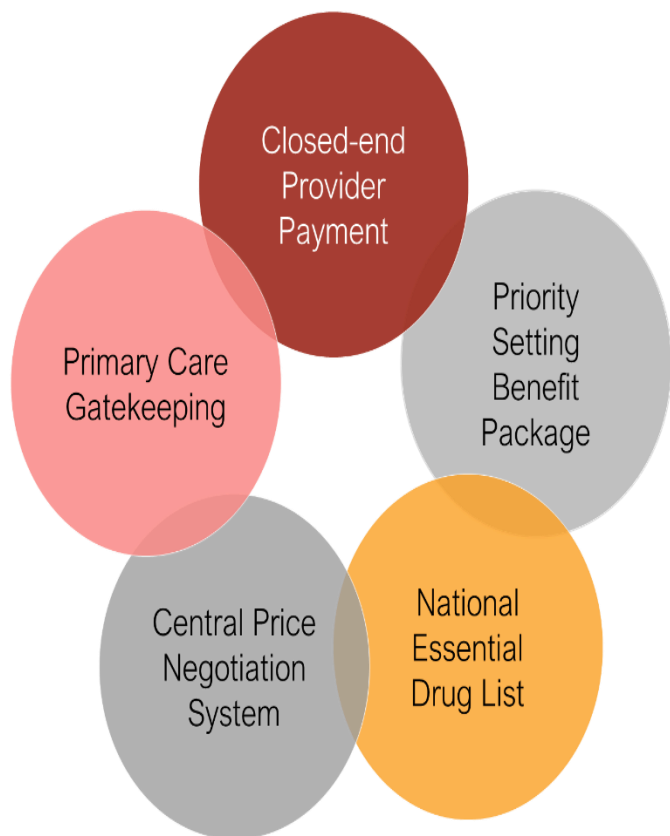 Closed-end
Provider
Payment
Priority
Setting
Benefit
Package
Primary Care
Gatekeeping
National
Essential
Drug List
Central Price
Negotiation
System